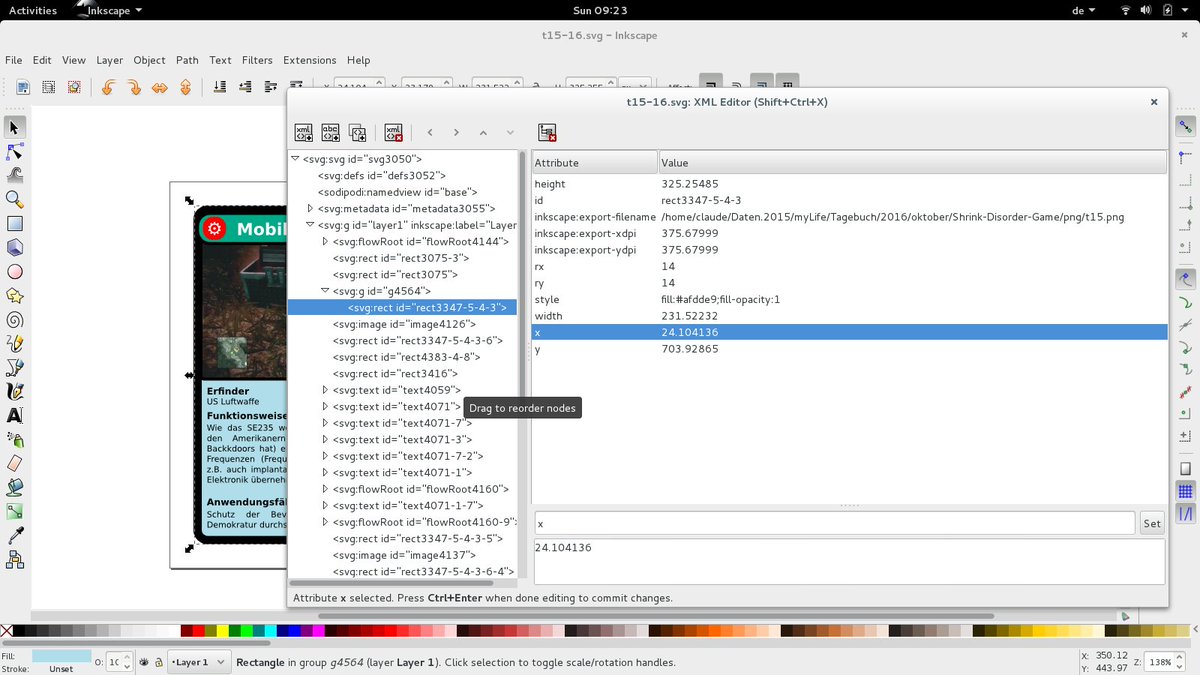 Activities Inkscape Sun 09:23 de
t15-16.svg - Inkscape
File Edit View Layer Object Path Text Filters Extensions Help
t15-16.svg: XML Editor (Shift+Ctrl+X)
Attribute Value
<svg:svg id="svg3050">
<svg:defs id="defs3052">
<sodipodi:namedview id="base">
<svg:metadata id="metadata3055">
<svg:g id="layer1" inkscape:label="Layer
<svg:flowRoot id="flowRoot4144">
<svg:rect id="rect3075-3">
<svg:rect id="rect3075">
<svg:g id="g4564">
<svg:rect id="rect3347-5-4-3">
<svg:image id="image4126">
<svg:rect id="rect3347-5-4-3-6">
<svg:rect id="rect4383-4-8">
<svg:rect id="rect3416">
<svg:text id="text4059">
<svg:text id="text4071">
<svg:text id="text4071-7">
<svg:text id="text4071-3">
<svg:text id="text4071-7-2">
<svg:text id="text4071-1">
<svg:flowRoot id="flowRoot4160">
<svg:text id="text4071-1-7">
<svg:flowRoot id="flowRoot4160-9">
<svg:rect id="rect3347-5-4-3-5">
<svg:image id="image4137">
<svg:rect id="rect3347-5-4-3-6-4">
Drag to reorder nodes
height 325.25485
id rect3347-5-4-3
inkscape:export-filename /home/claude/Daten.2015/myLife/Tagebuch/2016/oktober/Shrink-Disorder-Game/png/t15.png
inkscape:export-xdpi 375.67999
inkscape:export-ydpi 375.67999
rx 14
ry 14
style fill:#afdde9;fill-opacity:1
width 231.52232
x 24.104136
y 703.92865
x
Set
24.104136
Attribute x selected. Press Ctrl+Enter when done editing to commit changes.
Mobil
Erfinder
US Luftwaffe
Funktionsweise
Wie das SE235 w
den Amerikanern
Backkdoors hat) e
Frequenzen (Frequ
z.B. auch implanta
Elektronik überneh
Anwendungsfäl
Schutz der Bev
Demokratur durchs
Fill:
Stroke: Unset
O:
Layer 1
Rectangle in group g4564 (layer Layer 1). Click selection to toggle scale/rotation handles.
X: 350.12
Y: 443.97
Z: 138%